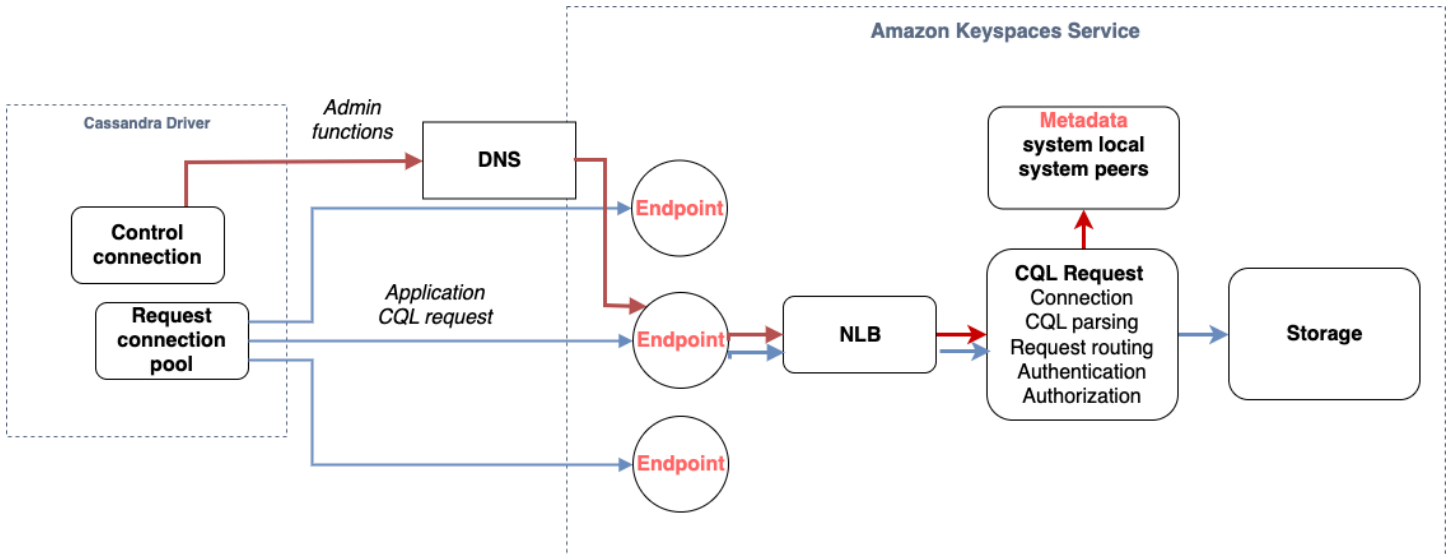 Amazon Keyspaces Service
Cassandra Driver
Admin
functions
DNS
Control
connection
Request
connection
pool
Application
CQL request
Endpoint
Endpoint
Endpoint
NLB
Metadata
system local
system peers
CQL Request
Connection
CQL parsing
Request routing
Authentication
Authorization
Storage